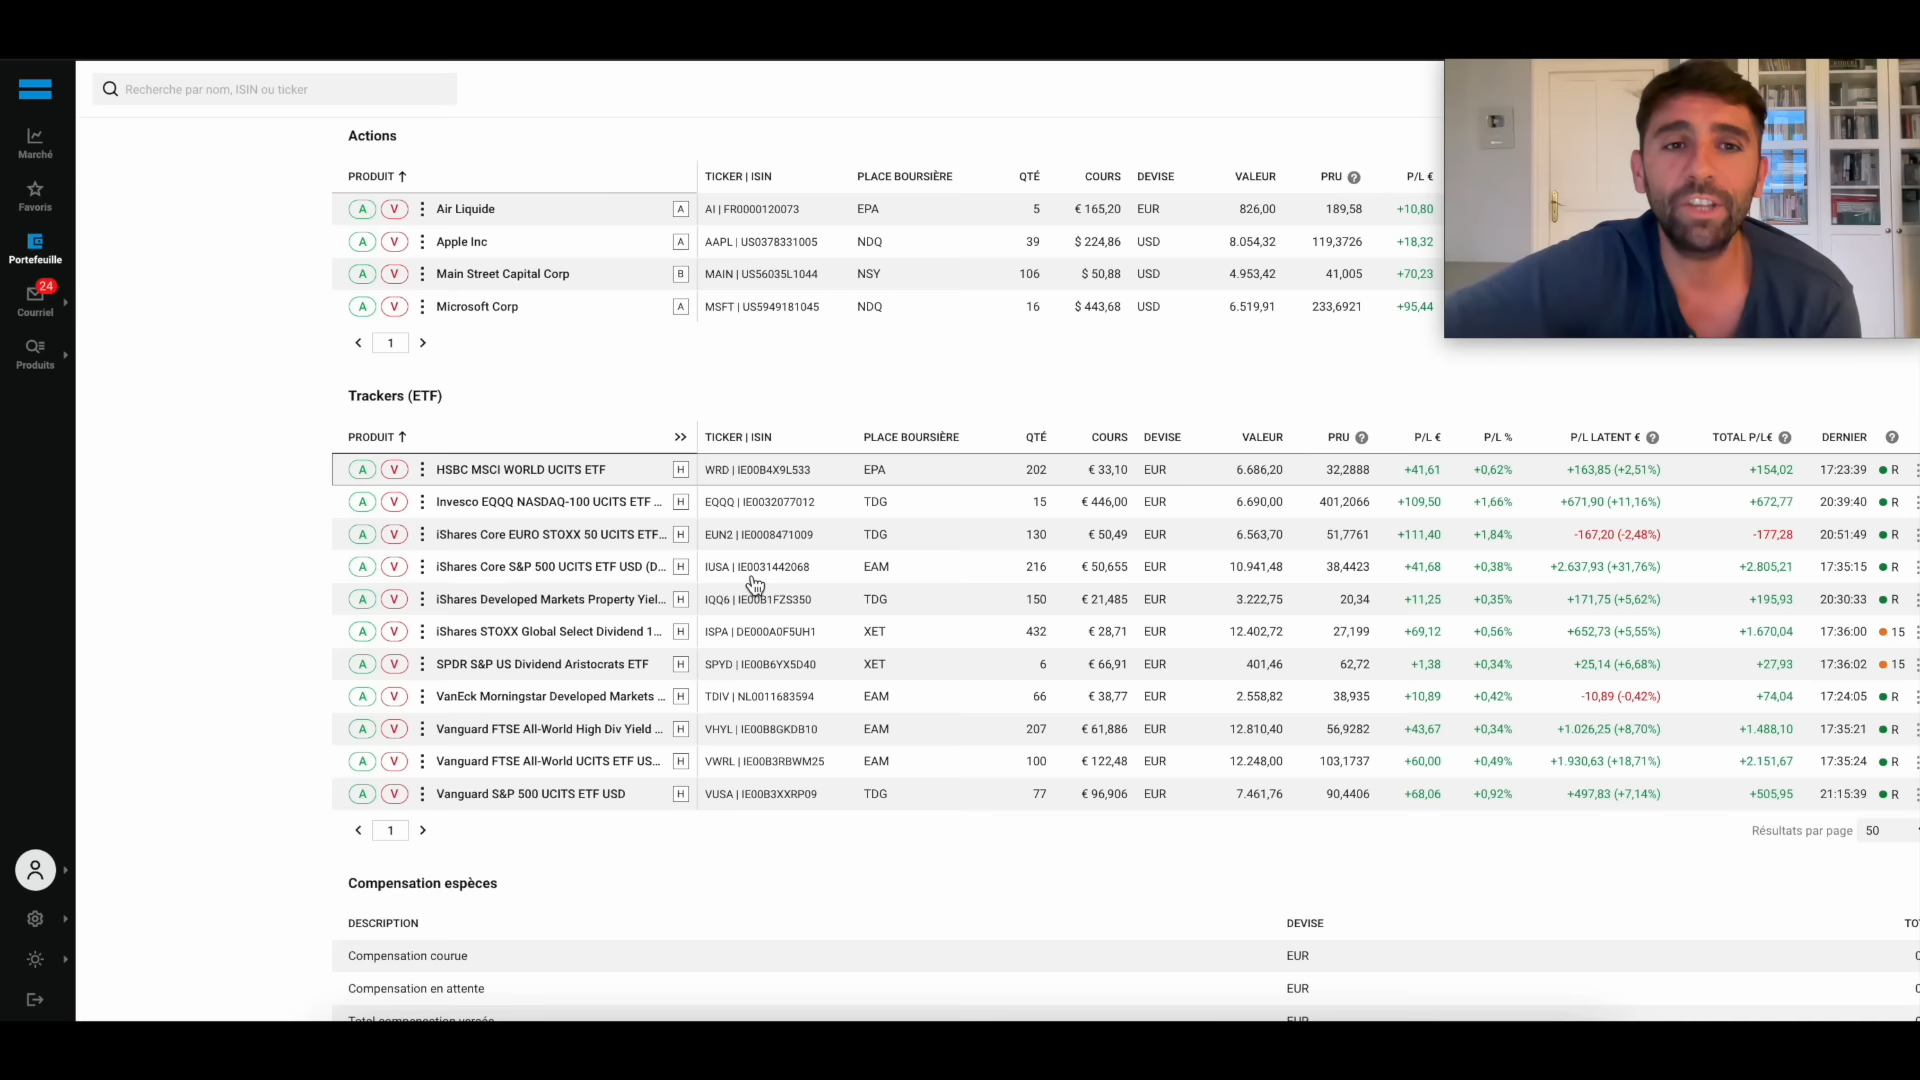 Recherche par nom, ISIN ou ticker
Marché
Favoris
Portefeuille
24
Courriel
Produits
Actions
PRODUIT ↑ TICKER | ISIN PLACE BOURSIÈRE QTÉ COURS DEVISE VALEUR PRU ? P/L €
A V Air Liquide A AI | FR0000120073 EPA 5 € 165,20 EUR 826,00 189,58 +10,80
A V Apple Inc A AAPL | US0378331005 NDQ 39 $ 224,86 USD 8.054,32 119,3726 +18,32
A V Main Street Capital Corp B MAIN | US56035L1044 NSY 106 $ 50,88 USD 4.953,42 41,005 +70,23
A V Microsoft Corp A MSFT | US5949181045 NDQ 16 $ 443,68 USD 6.519,91 233,6921 +95,44
1
Trackers (ETF)
PRODUIT ↑ TICKER | ISIN PLACE BOURSIÈRE QTÉ COURS DEVISE VALEUR PRU ? P/L € P/L % P/L LATENT € ? TOTAL P/L€ ? DERNIER ?
A V HSBC MSCI WORLD UCITS ETF H WRD | IE00B4X9L533 EPA 202 € 33,10 EUR 6.686,20 32,2888 +41,61 +0,62% +163,85 (+2,51%) +154,02 17:23:39 R
A V Invesco EQQQ NASDAQ-100 UCITS ETF ... H EQQQ | IE0032077012 TDG 15 € 446,00 EUR 6.690,00 401,2066 +109,50 +1,66% +671,90 (+11,16%) +672,77 20:39:40 R
A V iShares Core EURO STOXX 50 UCITS ETF... H EUN2 | IE0008471009 TDG 130 € 50,49 EUR 6.563,70 51,7761 +111,40 +1,84% -167,20 (-2,48%) -177,28 20:51:49 R
A V iShares Core S&P 500 UCITS ETF USD (D... H IUSA | IE0031442068 EAM 216 € 50,655 EUR 10.941,48 38,4423 +41,68 +0,38% +2.637,93 (+31,76%) +2.805,21 17:35:15 R
A V iShares Developed Markets Property Yiel... H IQQ6 | IE00B1FZS350 TDG 150 € 21,485 EUR 3.222,75 20,34 +11,25 +0,35% +171,75 (+5,62%) +195,93 20:30:33 R
A V iShares STOXX Global Select Dividend 1... H ISPA | DE000A0F5UH1 XET 432 € 28,71 EUR 12.402,72 27,199 +69,12 +0,56% +652,73 (+5,55%) +1.670,04 17:36:00 15
A V SPDR S&P US Dividend Aristocrats ETF H SPYD | IE00B6YX5D40 XET 6 € 66,91 EUR 401,46 62,72 +1,38 +0,34% +25,14 (+6,68%) +27,93 17:36:02 15
A V VanEck Morningstar Developed Markets ... H TDIV | NL0011683594 EAM 66 € 38,77 EUR 2.558,82 38,935 +10,89 +0,42% -10,89 (-0,42%) +74,04 17:24:05 R
A V Vanguard FTSE All-World High Div Yield ... H VHYL | IE00B8GKDB10 EAM 207 € 61,886 EUR 12.810,40 56,9282 +43,67 +0,34% +1.026,25 (+8,70%) +1.488,10 17:35:21 R
A V Vanguard FTSE All-World UCITS ETF US... H VWRL | IE00B3RBWM25 EAM 100 € 122,48 EUR 12.248,00 103,1737 +60,00 +0,49% +1.930,63 (+18,71%) +2.151,67 17:35:24 R
A V Vanguard S&P 500 UCITS ETF USD H VUSA | IE00B3XXRP09 TDG 77 € 96,906 EUR 7.461,76 90,4406 +68,06 +0,92% +497,83 (+7,14%) +505,95 21:15:39 R
1 Résultats par page 50
Compensation espèces
DESCRIPTION DEVISE
Compensation courue EUR
Compensation en attente EUR